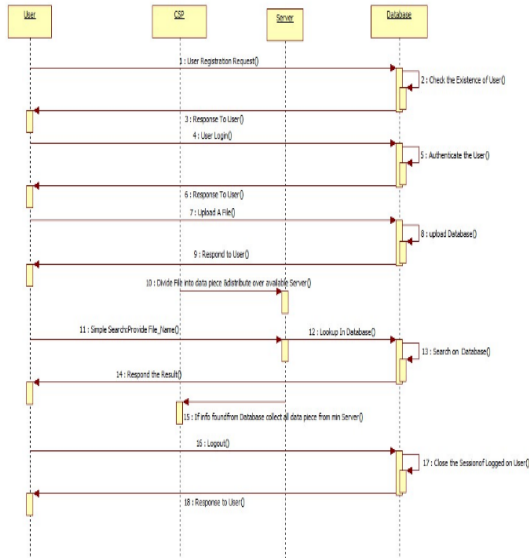 User
CSP
Server
Database
1 : User Registration Request()
2 : Check the Existence of User()
3 : Response To User()
4 : User Login()
5 : Authenticate the User()
6 : Response To User()
7 : Upload A File()
8 : upload Database()
9 : Respond to User()
10 : Divide File into data piece &distribute over available Server()
11 : Simple Search:Provide File_Name()
12 : Lookup In Database()
13 : Search on Database()
14 : Respond the Result()
15 : If info foundfrom Database collect all data piece from min Server()
16 : Logout()
17 : Close the Sessionof Logged on User()
18 : Response to User()